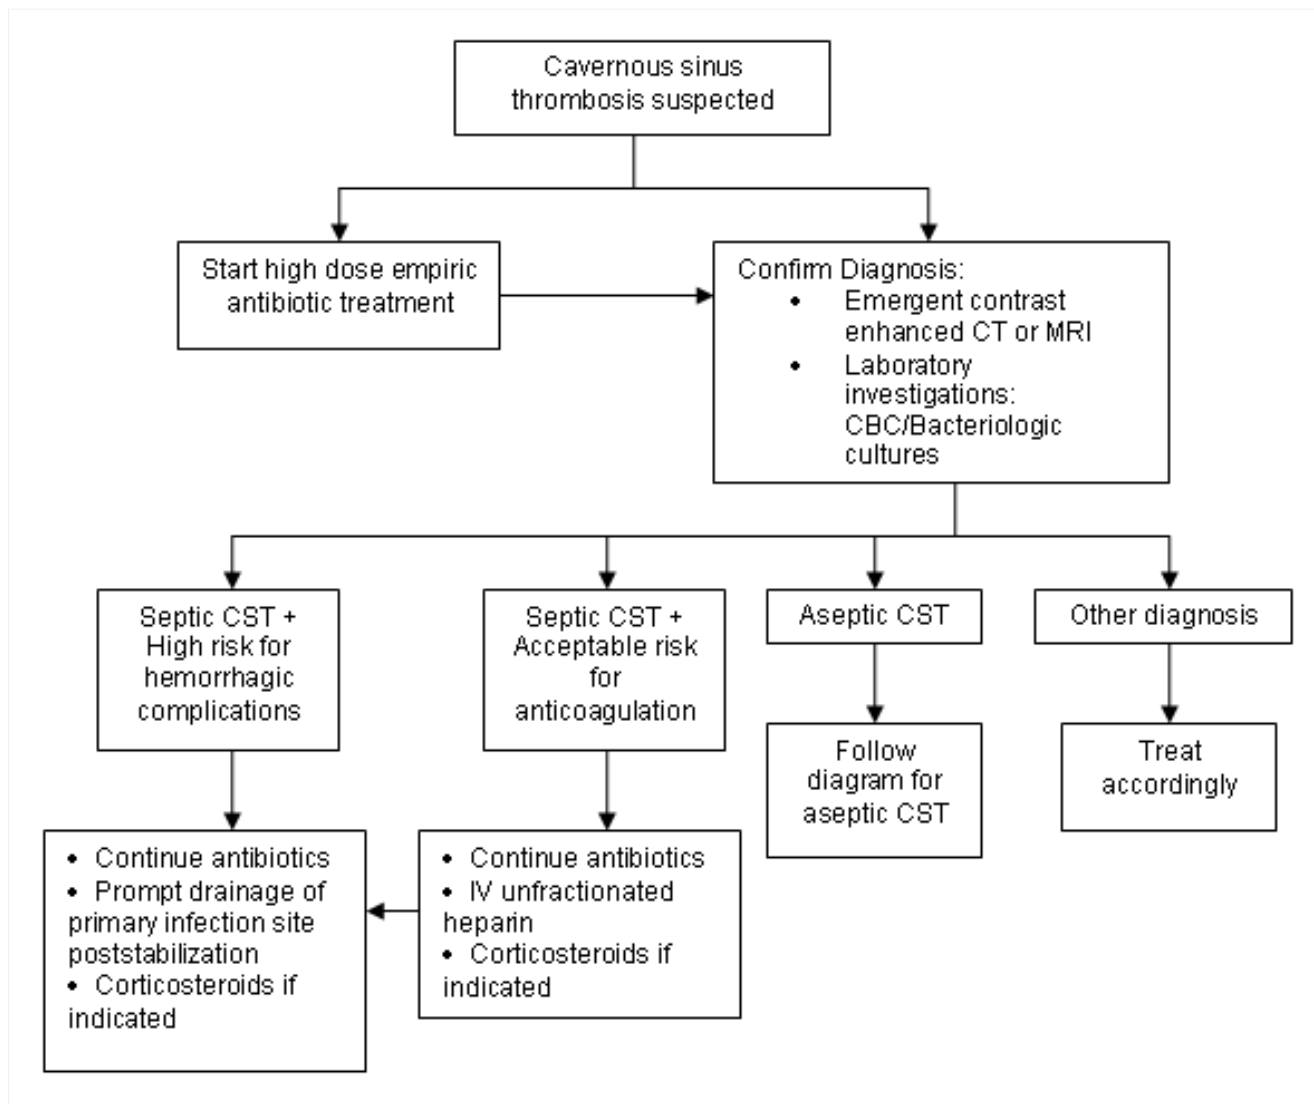 Cavernous sinus
thrombosis suspected
Start high dose empiric
antibiotic treatment
Confirm Diagnosis:
• Emergent contrast
enhanced CT or MRI
• Laboratory
investigations:
CBC/Bacteriologic
cultures
Septic CST +
High risk for
hemorrhagic
complications
Septic CST +
Acceptable risk
for
anticoagulation
Aseptic CST
Other diagnosis
Follow
diagram for
aseptic CST
Treat
accordingly
• Continue antibiotics
• Prompt drainage of
primary infection site
poststabilization
• Corticosteroids if
indicated
• Continue antibiotics
• IV unfractionated
heparin
• Corticosteroids if
indicated